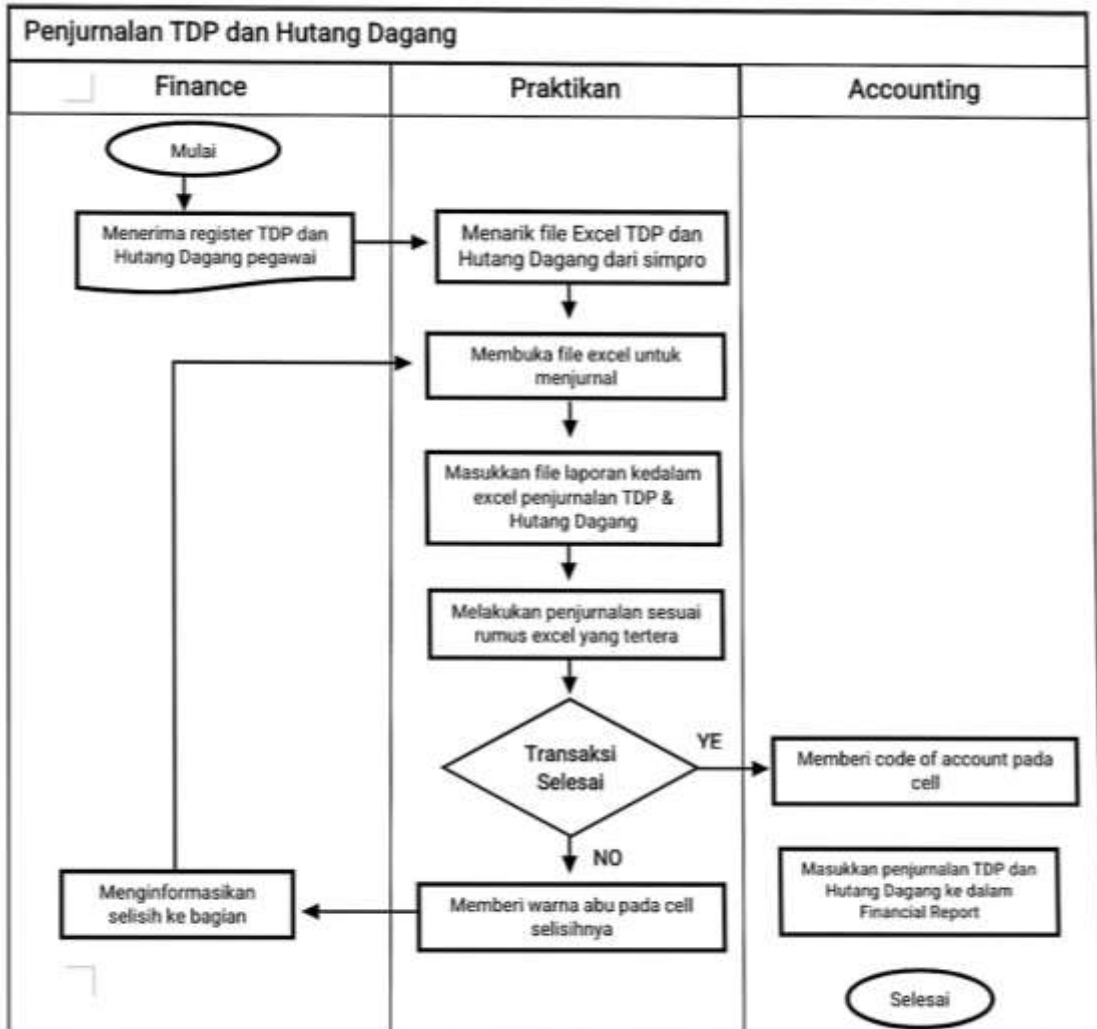 Penjurnalan TDP dan Hutang Dagang
Finance
Praktikan
Accounting
Mulai
Menerima register TDP dan
Hutang Dagang pegawai
Menarik file Excel TDP dan
Hutang Dagang dari simpro
Membuka file excel untuk
menjurnal
Masukkan file laporan kedalam
excel penjurnalan TDP &
Hutang Dagang
Melakukan penjurnalan sesuai
rumus excel yang tertera
Transaksi
Selesai
YE
Memberi code of account pada
cell
NO
Menginformasikan
selisih ke bagian
Memberi warna abu pada cell
selisihnya
Masukkan penjurnalan TDP dan
Hutang Dagang ke dalam
Financial Report
Selesai